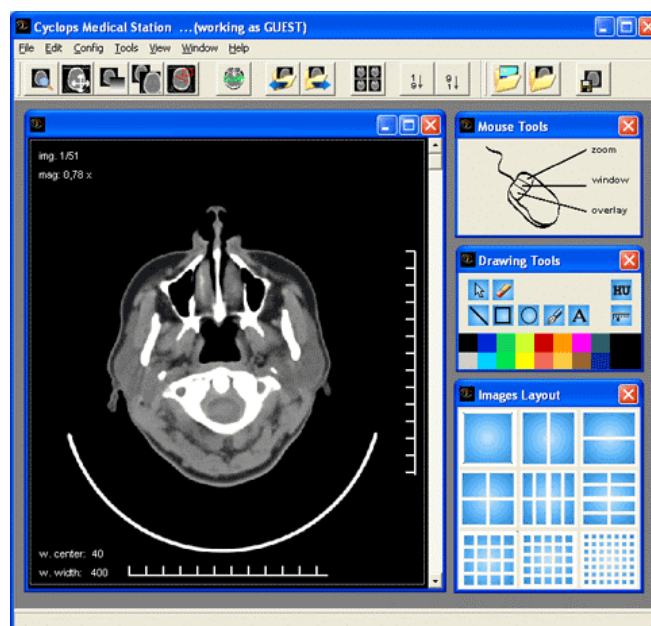 Cyclops Medical Station ...(working as GUEST)
File Edit Config Tools View Window Help
img. 1/51
mag: 0,78 x
w. center: 40
w. width: 400
Mouse Tools
zoom
window
overlay
Drawing Tools
HU
A
Images Layout